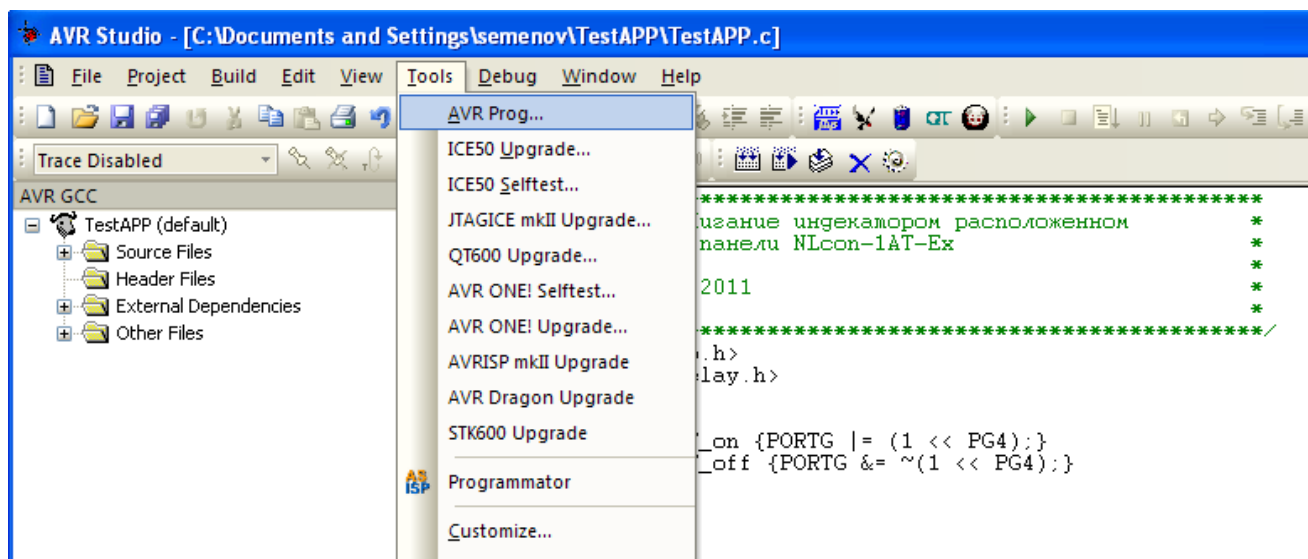 AVR Studio - [C:\Documents and Settings\semenov\TestAPP\TestAPP.c]
File Project Build Edit View Tools Debug Window Help
AVR Prog...
ICE50 Upgrade...
ICE50 Selftest...
JTAGICE mkII Upgrade...
QT600 Upgrade...
AVR ONE! Selftest...
AVR ONE! Upgrade...
AVRISP mkII Upgrade
AVR Dragon Upgrade
STK600 Upgrade
AS ISP Programmator
Customize...
Trace Disabled
AVR GCC
TestAPP (default)
Source Files
Header Files
External Dependencies
Other Files
*******************************************
индекатором расположенном *
панели NLcon-1AT-Ex *
*
2011 *
*
*******************************************/
.h>
lay.h>
_on {PORTG |= (1 << PG4);}
_off {PORTG &= ~(1 << PG4);}